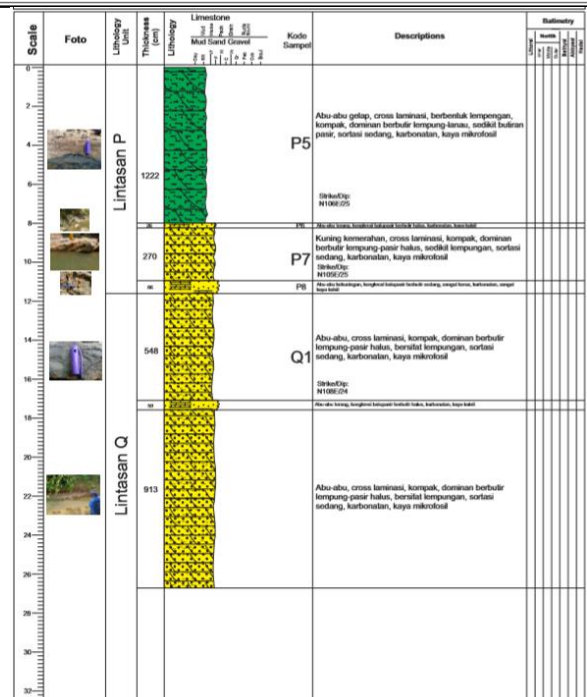 Scale
Foto
Lithology Unit
Thickness (cm)
Lithology
Limestone
Mud Sand Gravel
Kode Sampel
Descriptions
Batimetry
Neritik
0
2
4
6
8
10
12
14
16
18
20
22
24
26
28
30
32
Lintasan P
Lintasan Q
1222
P5
Abu-abu gelap, cross laminasi, berbentuk lempengan,
kompak, dominan berbutir lempung-lanau, sedikit buliran
pasir, sortasi sedang, karbonatan, kaya mikrofosil
Strike/Dip:
270
P7
Kuning kemerahan, cross laminasi, kompak, dominan
berbutir lempung-pasir halus, sedikit lempungan, sortasi
sedang, karbonatan, kaya mikrofosil
Strike/Dip:
N105E/25
P8
548
Q1
Abu-abu, cross laminasi, kompak, dominan berbutir
lempung-pasir halus, bersifat lempungan, sortasi
sedang, karbonatan, kaya mikrofosil
Strike/Dip:
N108E/24
913
Abu-abu, cross laminasi, kompak, dominan berbutir
lempung-pasir halus, bersifat lempungan, sortasi
sedang, karbonatan, kaya mikrofosil